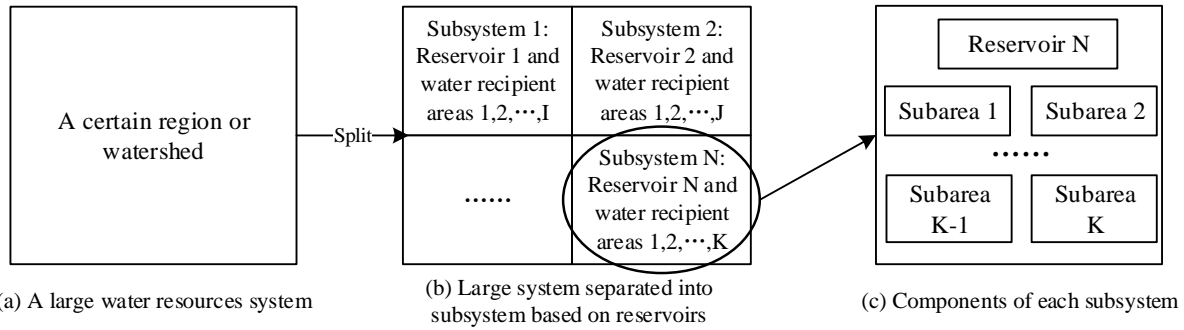 A certain region or
watershed
Split
Subsystem 1:
Reservoir 1 and
water recipient
areas 1,2,⋯,I
Subsystem 2:
Reservoir 2 and
water recipient
areas 1,2,⋯,J
......
Subsystem N:
Reservoir N and
water recipient
areas 1,2,⋯,K
Reservoir N
Subarea 1
Subarea 2
......
Subarea
K-1
Subarea
K
(a) A large water resources system
(b) Large system separated into
subsystem based on reservoirs
(c) Components of each subsystem